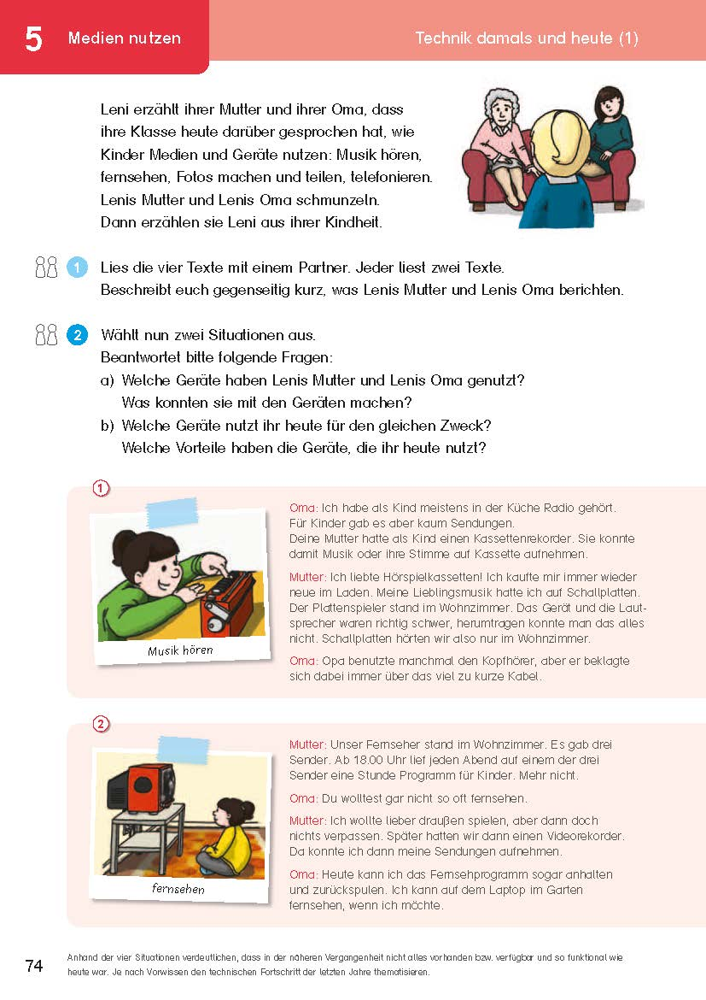 5 Medien nutzen Technik damals und heute (1)
Leni erzählt ihrer Mutter und ihrer Oma, dass
ihre Klasse heute darüber gesprochen hat, wie
Kinder Medien und Geräte nutzen: Musik hören,
fernsehen, Fotos machen und teilen, telefonieren.
Lenis Mutter und Lenis Oma schmunzeln.
Dann erzählen sie Leni aus ihrer Kindheit.
1 Lies die vier Texte mit einem Partner. Jeder liest zwei Texte.
Beschreibt euch gegenseitig kurz, was Lenis Mutter und Lenis Oma berichten.
2 Wählt nun zwei Situationen aus.
Beantwortet bitte folgende Fragen:
a) Welche Geräte haben Lenis Mutter und Lenis Oma genutzt?
Was konnten sie mit den Geräten machen?
b) Welche Geräte nutzt ihr heute für den gleichen Zweck?
Welche Vorteile haben die Geräte, die ihr heute nutzt?
1
Musik hören
Oma: Ich habe als Kind meistens in der Küche Radio gehört.
Für Kinder gab es aber kaum Sendungen.
Deine Mutter hatte als Kind einen Kassettenrekorder. Sie konnte
damit Musik oder ihre Stimme auf Kassette aufnehmen.
Mutter: Ich liebte Hörspielkassetten! Ich kaufte mir immer wieder
neue im Laden. Meine Lieblingsmusik hatte ich auf Schallplatten.
Der Plattenspieler stand im Wohnzimmer. Das Gerät und die Laut-
sprecher waren richtig schwer, herumtragen konnte man das alles
nicht. Schallplatten hörten wir also nur im Wohnzimmer.
Oma: Opa benutzte manchmal den Kopfhörer, aber er beklagte
sich dabei immer über das viel zu kurze Kabel.
2
fernsehen
Mutter: Unser Fernseher stand im Wohnzimmer. Es gab drei
Sender. Ab 18.00 Uhr lief jeden Abend auf einem der drei
Sender eine Stunde Programm für Kinder. Mehr nicht.
Oma: Du wolltest gar nicht so oft fernsehen.
Mutter: Ich wollte lieber draußen spielen, aber dann doch
nichts verpassen. Später hatten wir dann einen Videorekorder.
Da konnte ich dann meine Sendungen aufnehmen.
Oma: Heute kann ich das Fernsehprogramm sogar anhalten
und zurückspulen. Ich kann auf dem Laptop im Garten
fernsehen, wenn ich möchte.
74
Anhand der vier Situationen verdeutlichen, dass in der näheren Vergangenheit nicht alles vorhanden bzw. verfügbar und so funktional wie
heute war. Je nach Vorwissen den technischen Fortschritt der letzten Jahre thematisieren.